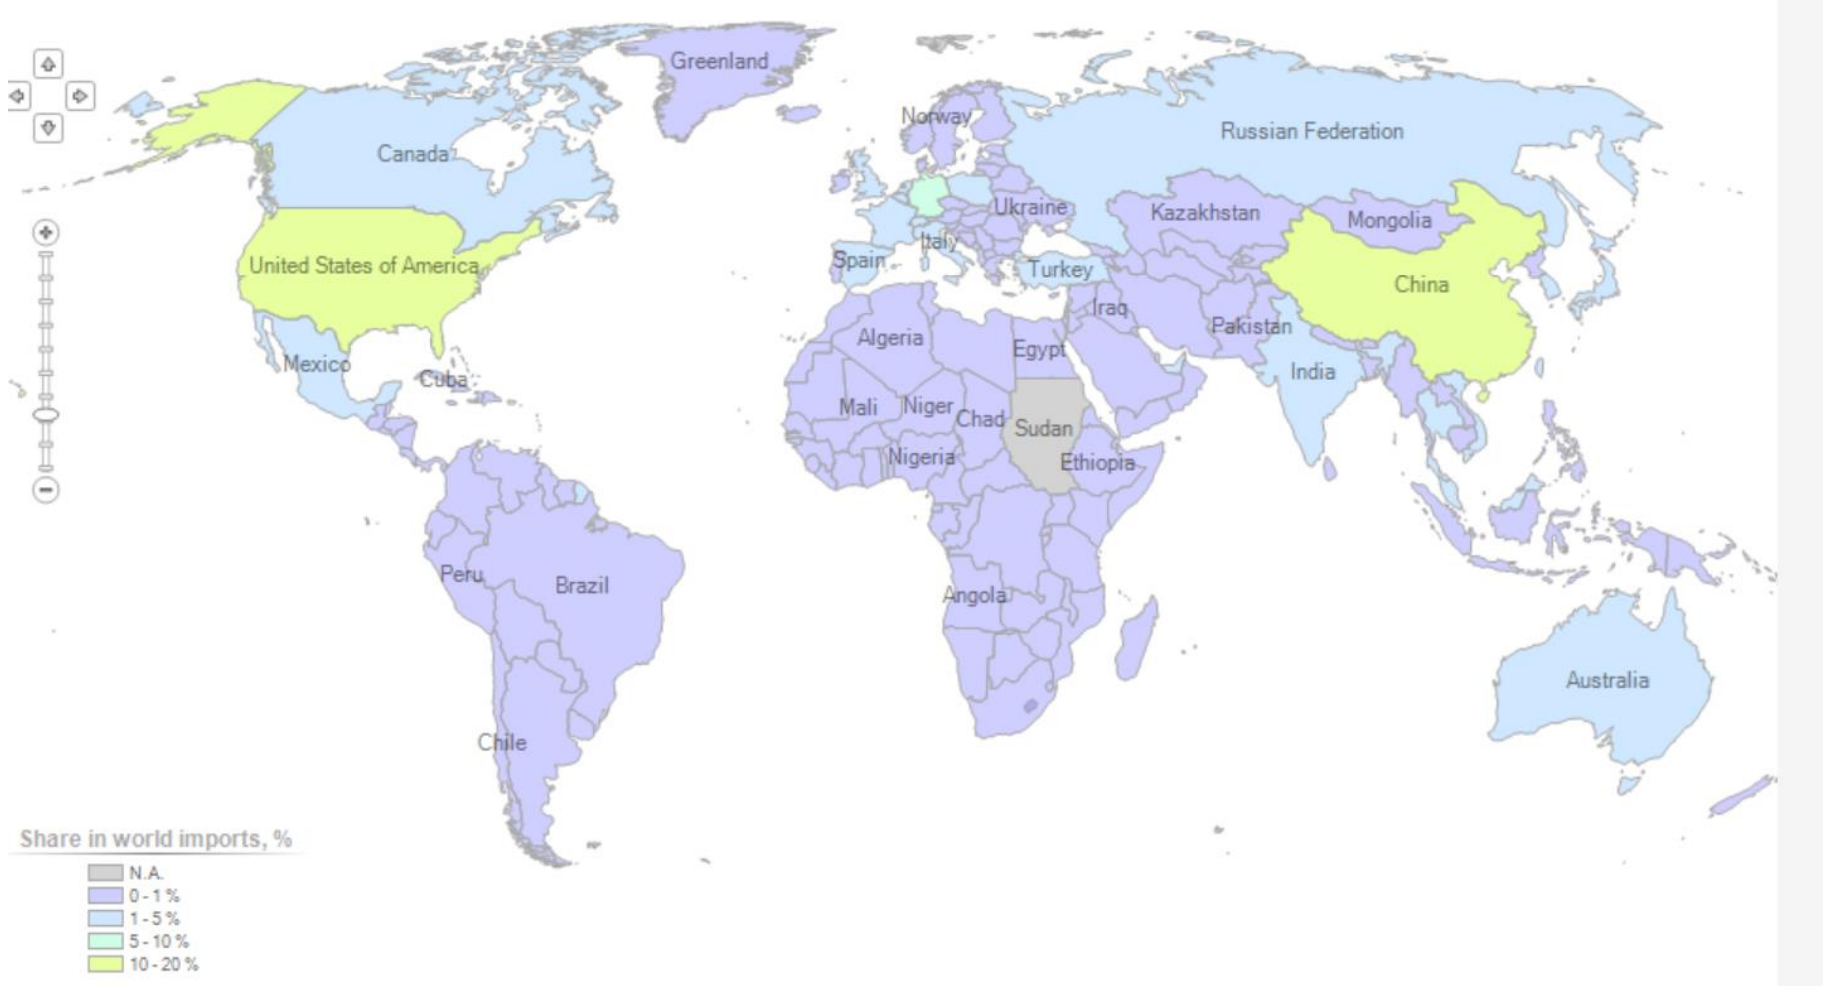 Greenland
Norway
Russian Federation
Canada
Ukraine
Kazakhstan
Mongolia
Italy
Spain
United States of America
Turkey
China
Iraq
Pakistan
Algeria
Egypt
Mexico
India
Cuba
Mali
Niger
Chad
Sudan
Nigeria
Ethiopia
Peru
Brazil
Angola
Australia
Chile
Share in world imports, %
N.A.
0 - 1 %
1 - 5 %
5 - 10 %
10 - 20 %